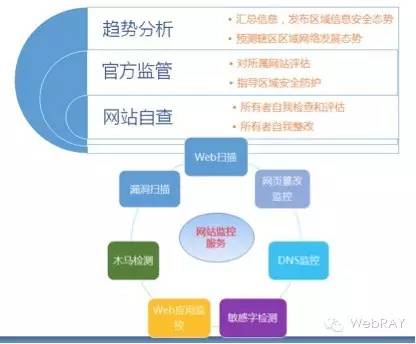 趋势分析
• 汇总信息，发布区域信息安全态势
• 预测辖区区域网络发展态势
官方监管
• 对所属网站评估
• 指导区域安全防护
网站自查
• 所有者自我检查和评估
• 所有者自我整改
Web扫描
漏洞扫描
网页篡改
监控
网站监控
服务
木马检测
DNS监控
Web应用监
控
敏感字检测
WebRAY